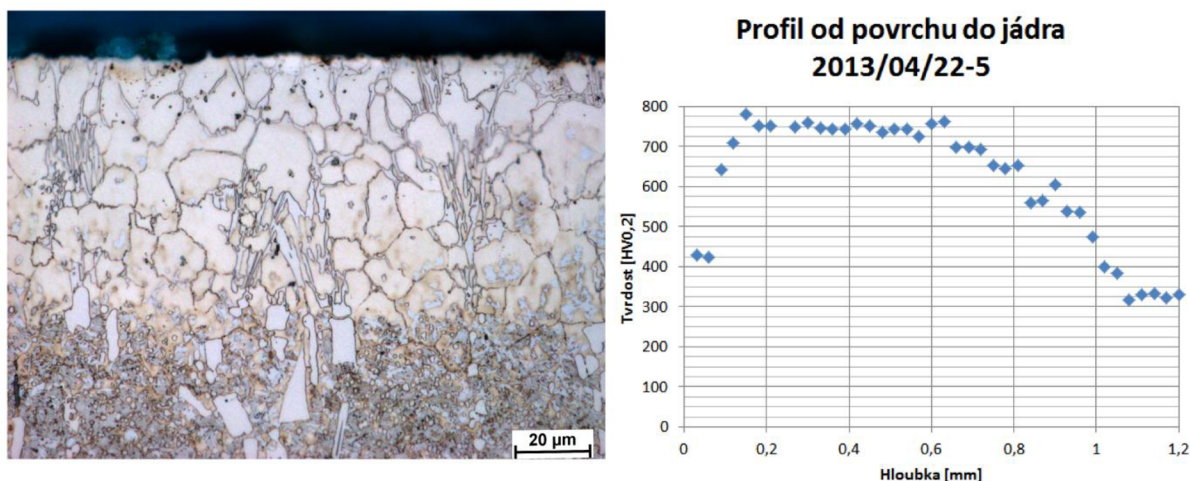 20 µm
Profil od povrchu do jádra
2013/04/22-5
Tvrdost [HV0,2]
800
700
600
500
400
300
200
100
0
0 0,2 0,4 0,6 0,8 1 1,2
Hloubka [mm]